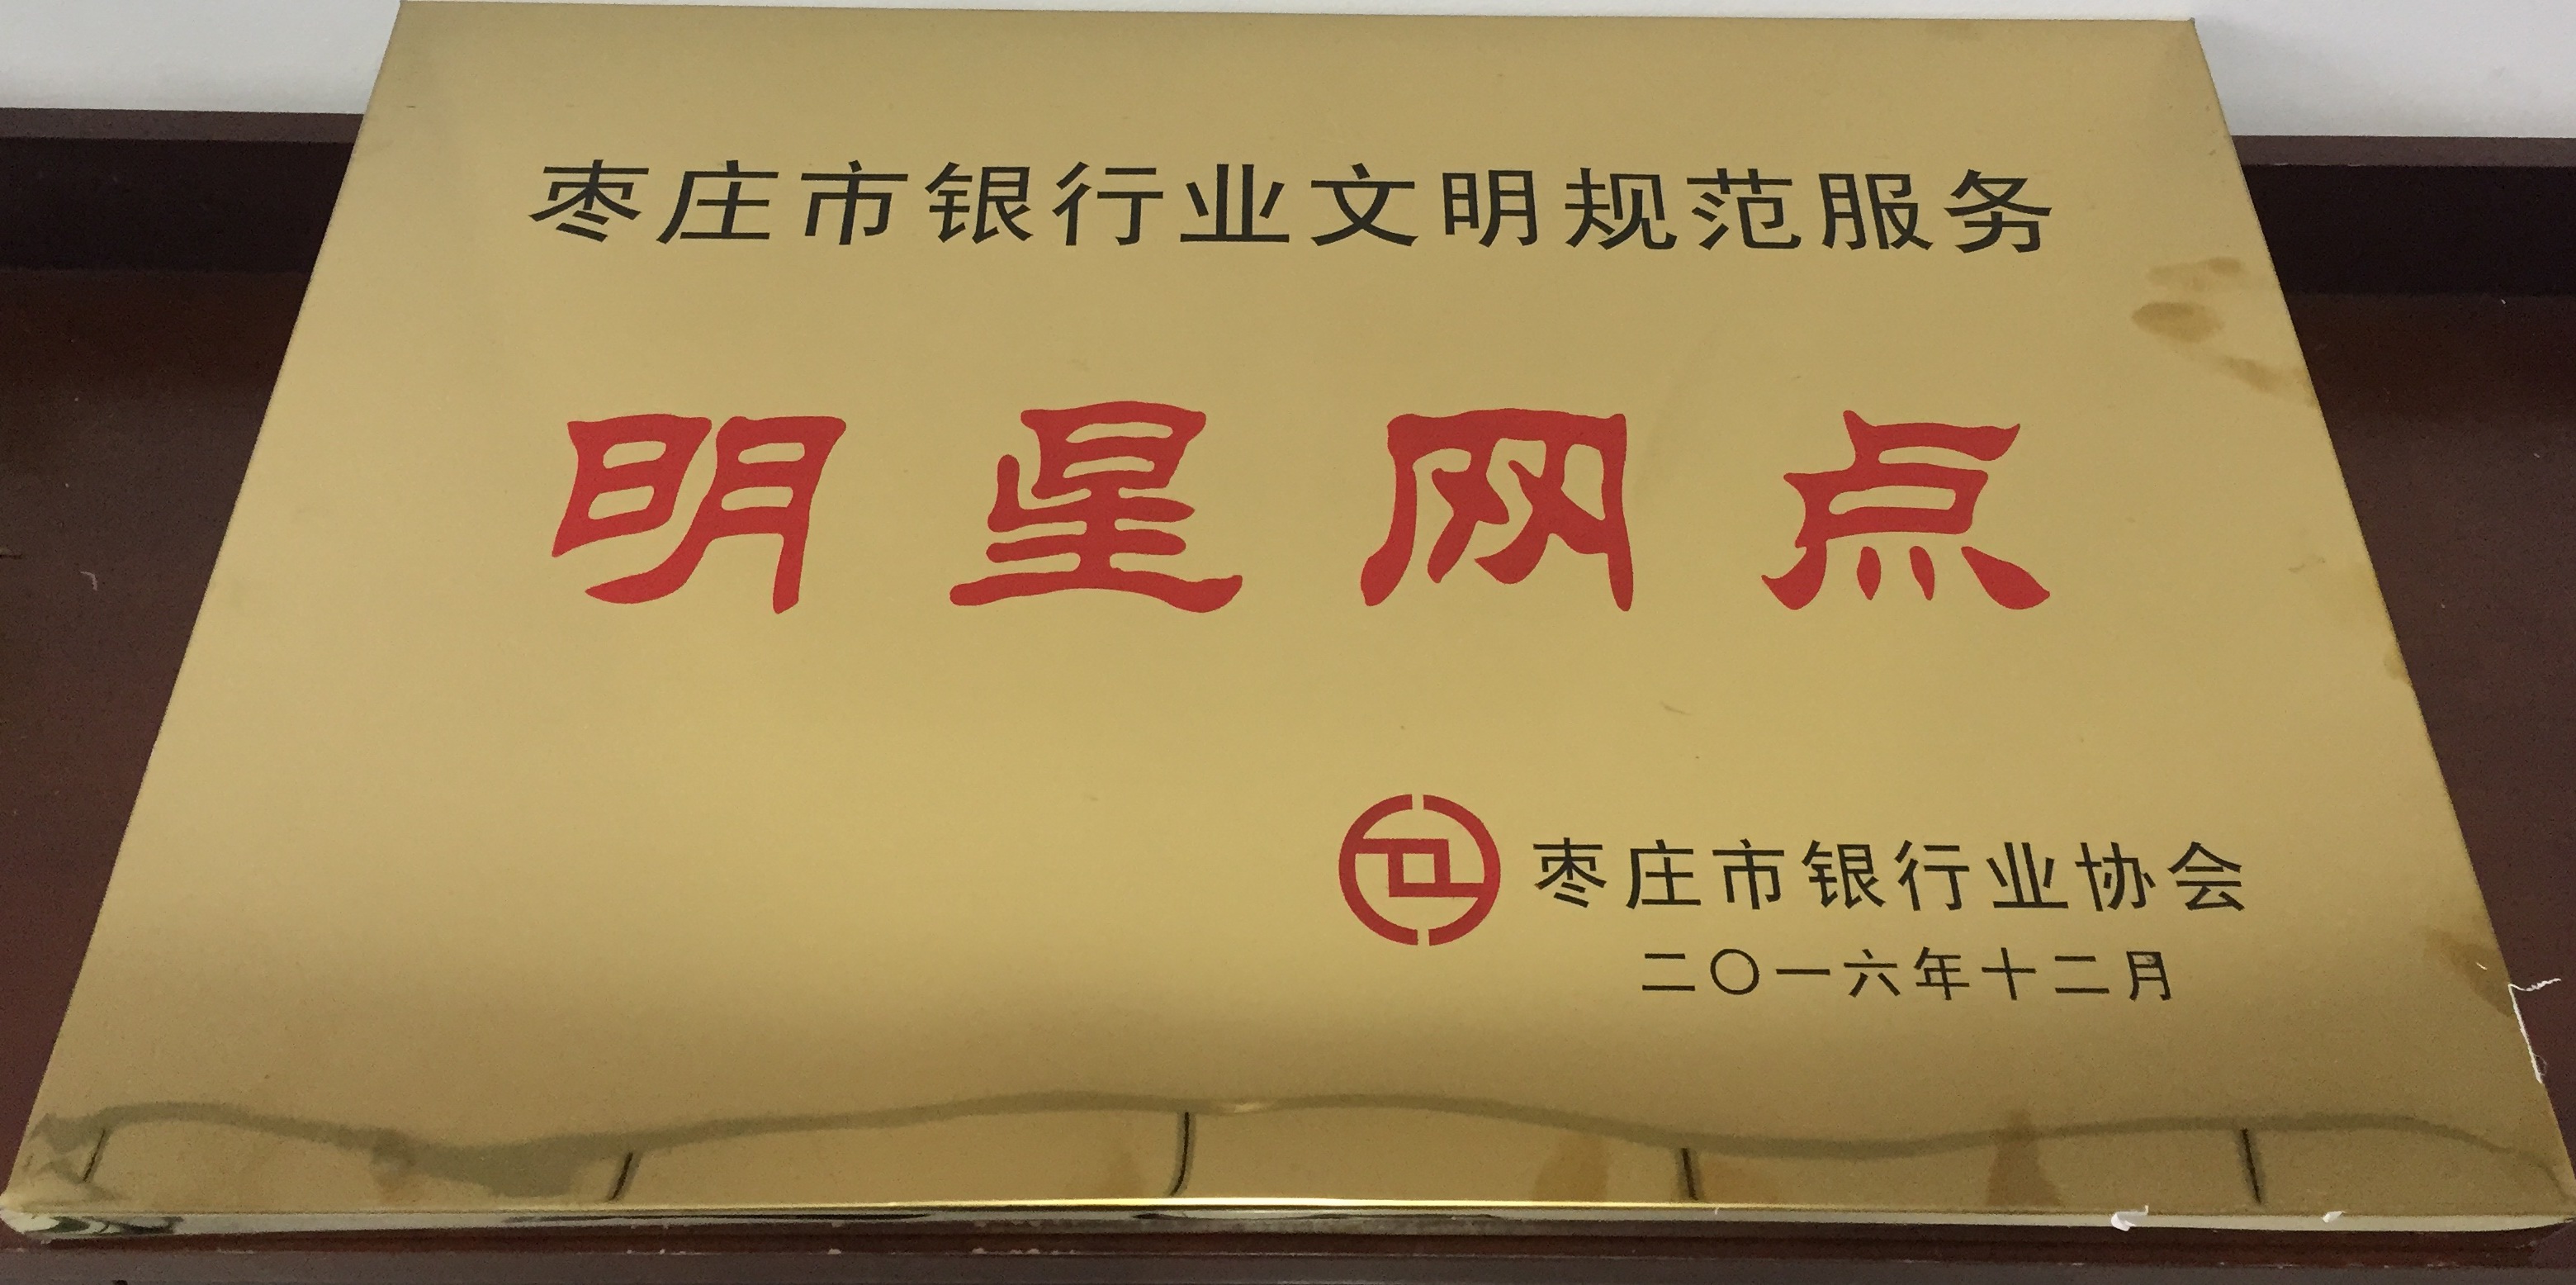 枣庄市银行业文明规范服务
明星网点
枣庄市银行业协会
二〇一六年十二月